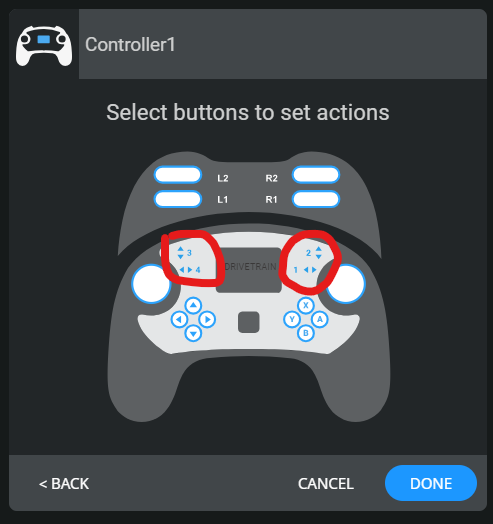 Controller1
Select buttons to set actions
L2 R2
L1 R1
3 2
4 DRIVETRAIN 1
X
Y A
B
< BACK CANCEL DONE